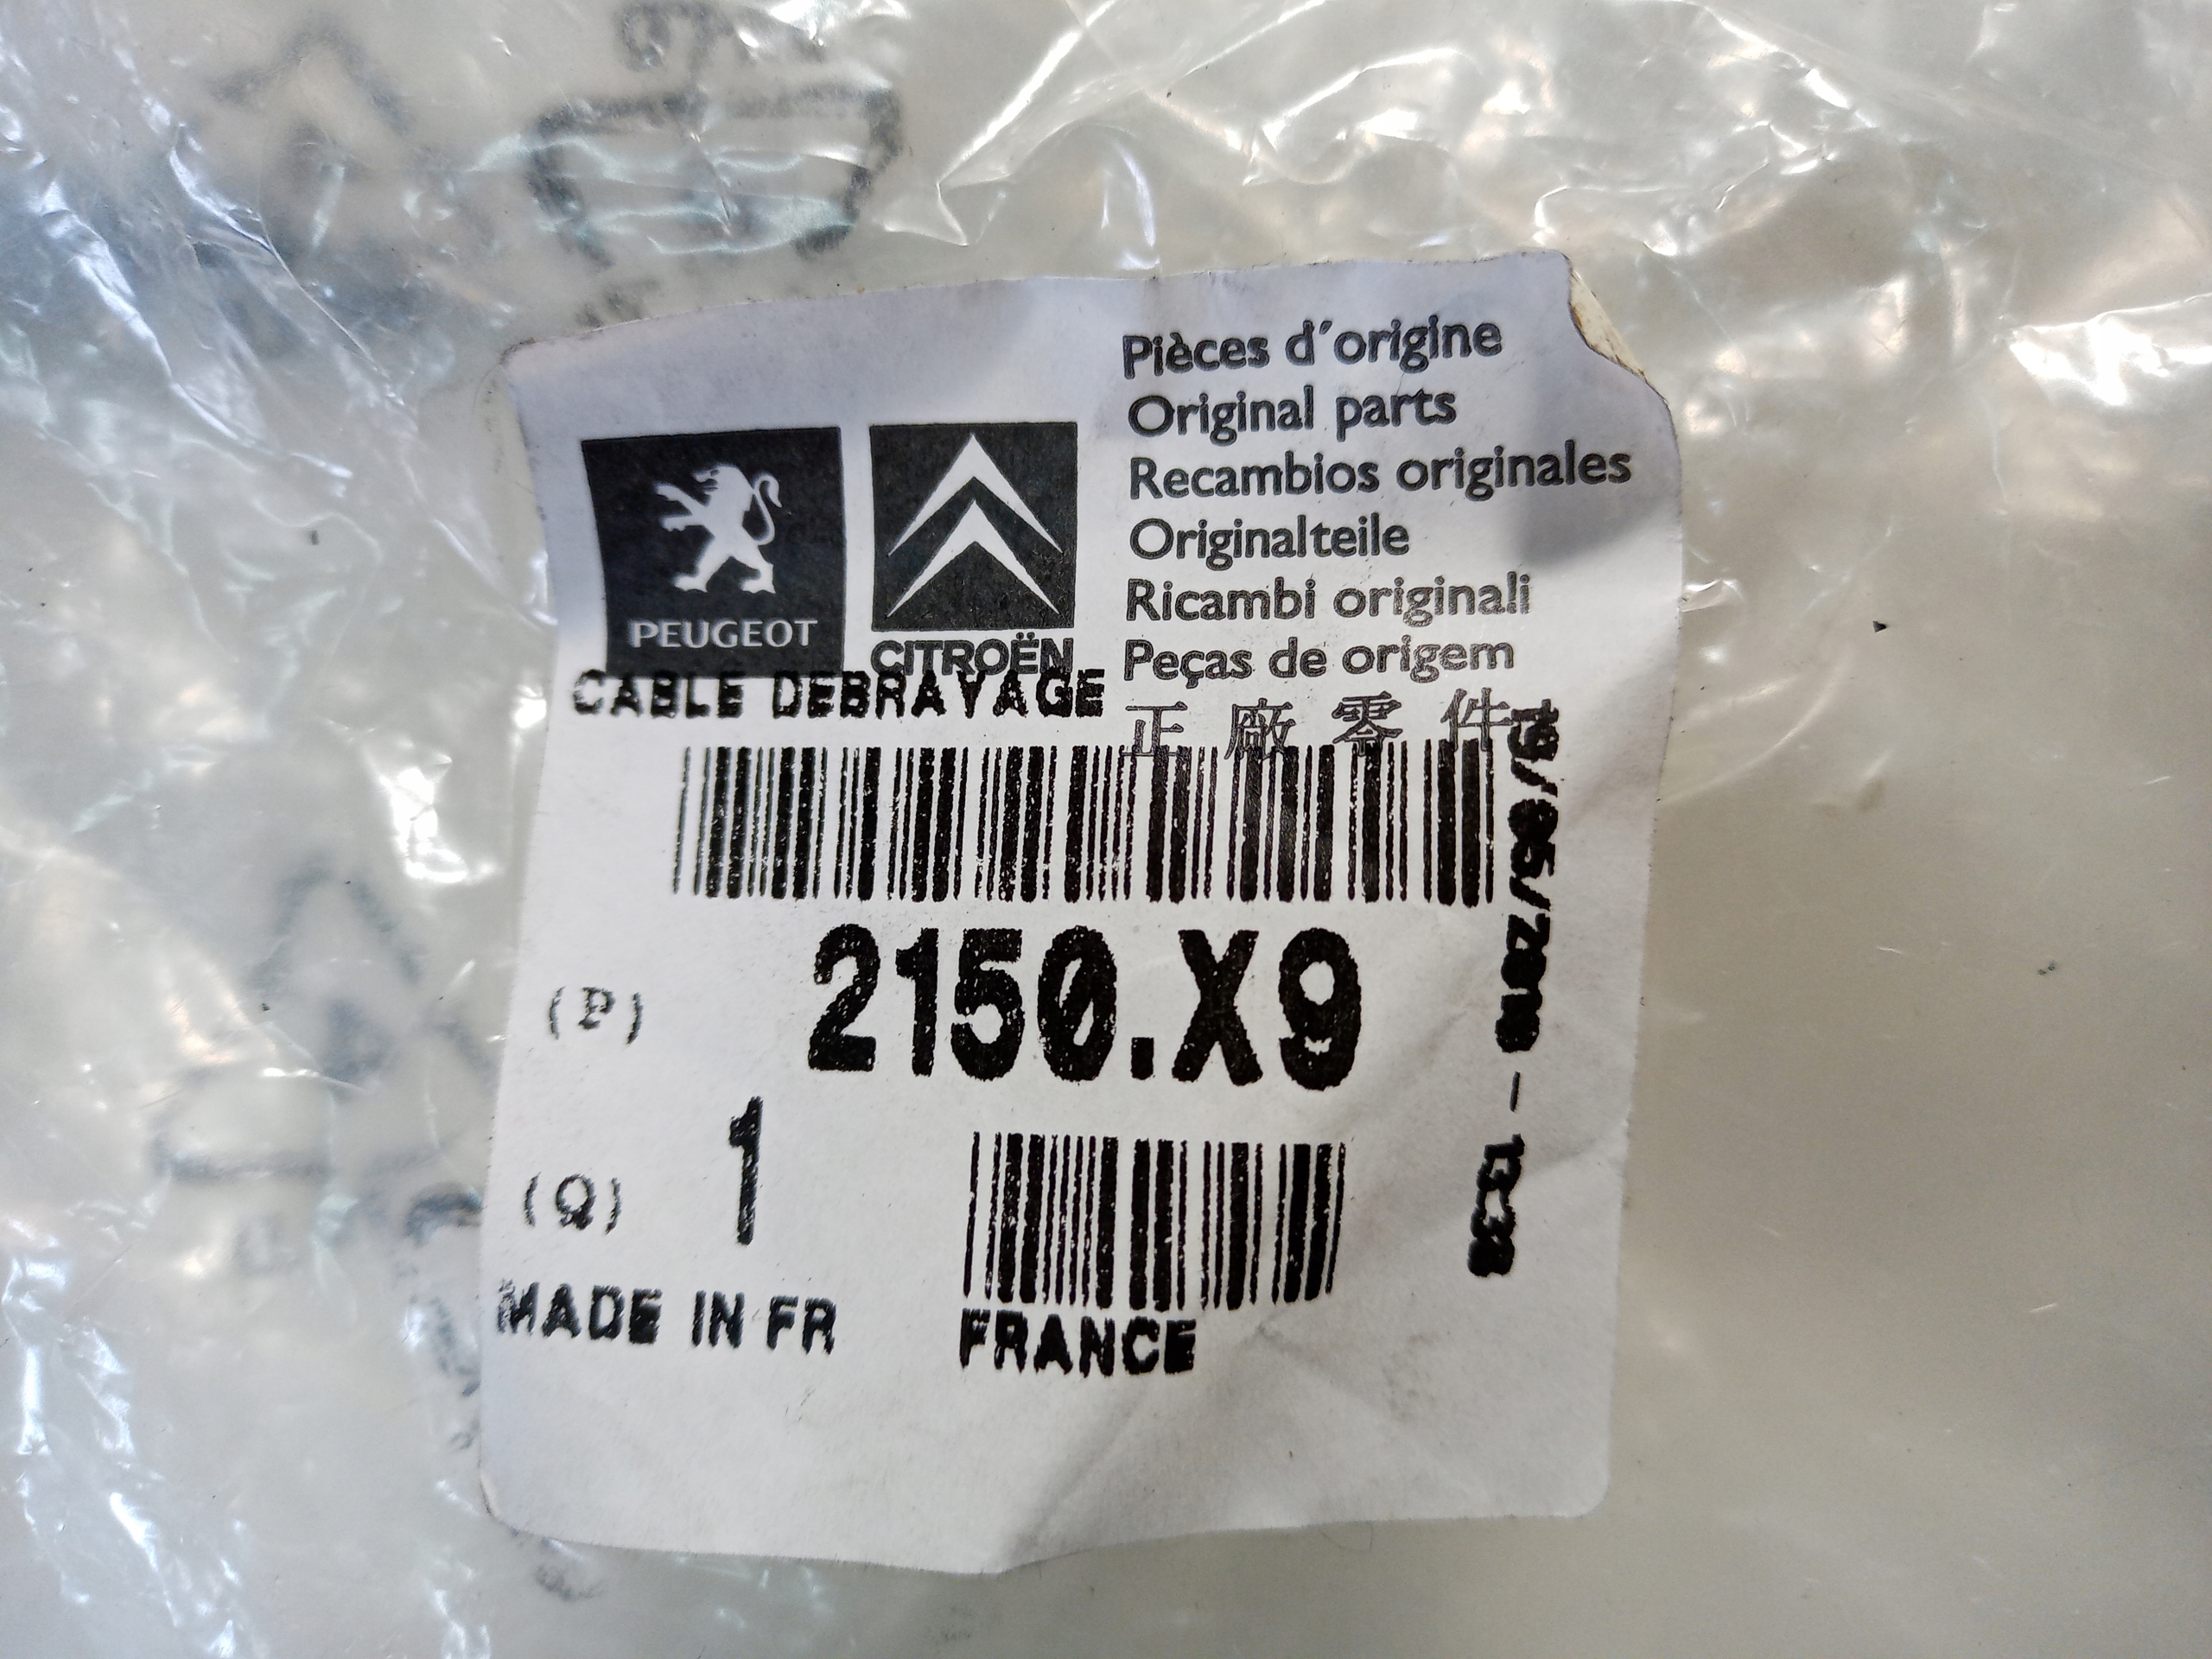 Pièces d'origine
Original parts
Recambios originales
Originalteile
Ricambi originali
Peças de origem
正廠零件
PEUGEOT
CITROËN
CABLE DEBRAYAGE
(P) 2150.X9
(Q) 1
MADE IN FR FRANCE